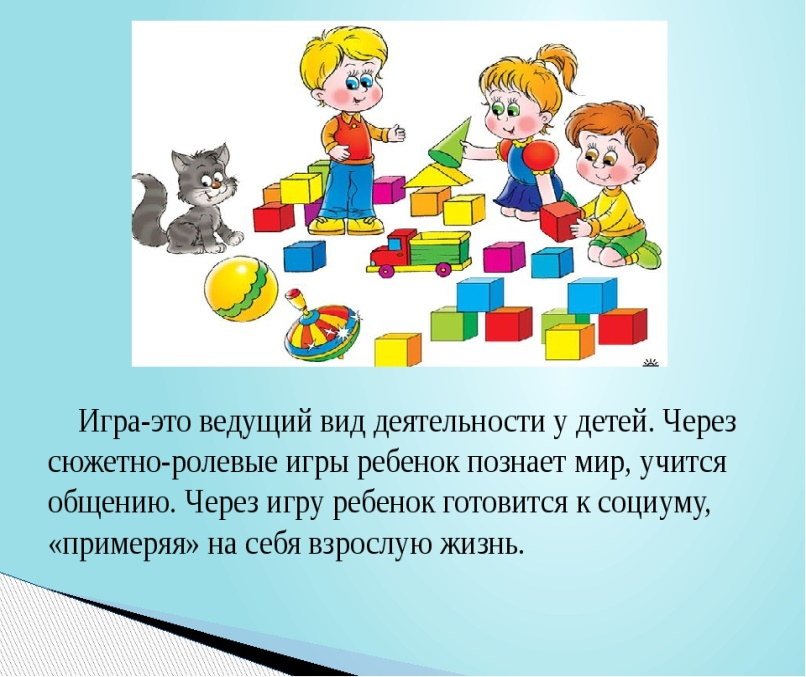 Игра-это ведущий вид деятельности у детей. Через
сюжетно-ролевые игры ребенок познает мир, учится
общению. Через игру ребенок готовится к социуму,
«примеряя» на себя взрослую жизнь.